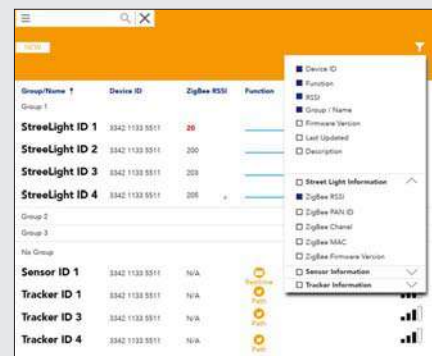 NEW
Group/Name Device ID ZigBee RSSI Function
Group 1
StreeLight ID 1 3342 1133 5511 20
StreeLight ID 2 3342 1133 5511 200
StreeLight ID 3 3342 1133 5511 203
StreeLight ID 4 3342 1133 5511 205
Group 2
Group 3
No Group
Sensor ID 1 3342 1133 5511 N/A Realtime
Tracker ID 1 3342 1133 5511 N/A Path
Tracker ID 3 3342 1133 5511 N/A Path
Tracker ID 4 3342 1133 5511 N/A Path
Device ID
Function
RSSI
Group / Name
Firmware Version
Last Updated
Description
Street Light Information
ZigBee RSSI
ZigBee PAN ID
ZigBee Chanel
ZigBee MAC
ZigBee Firmware Version
Sensor Information
Tracker Information